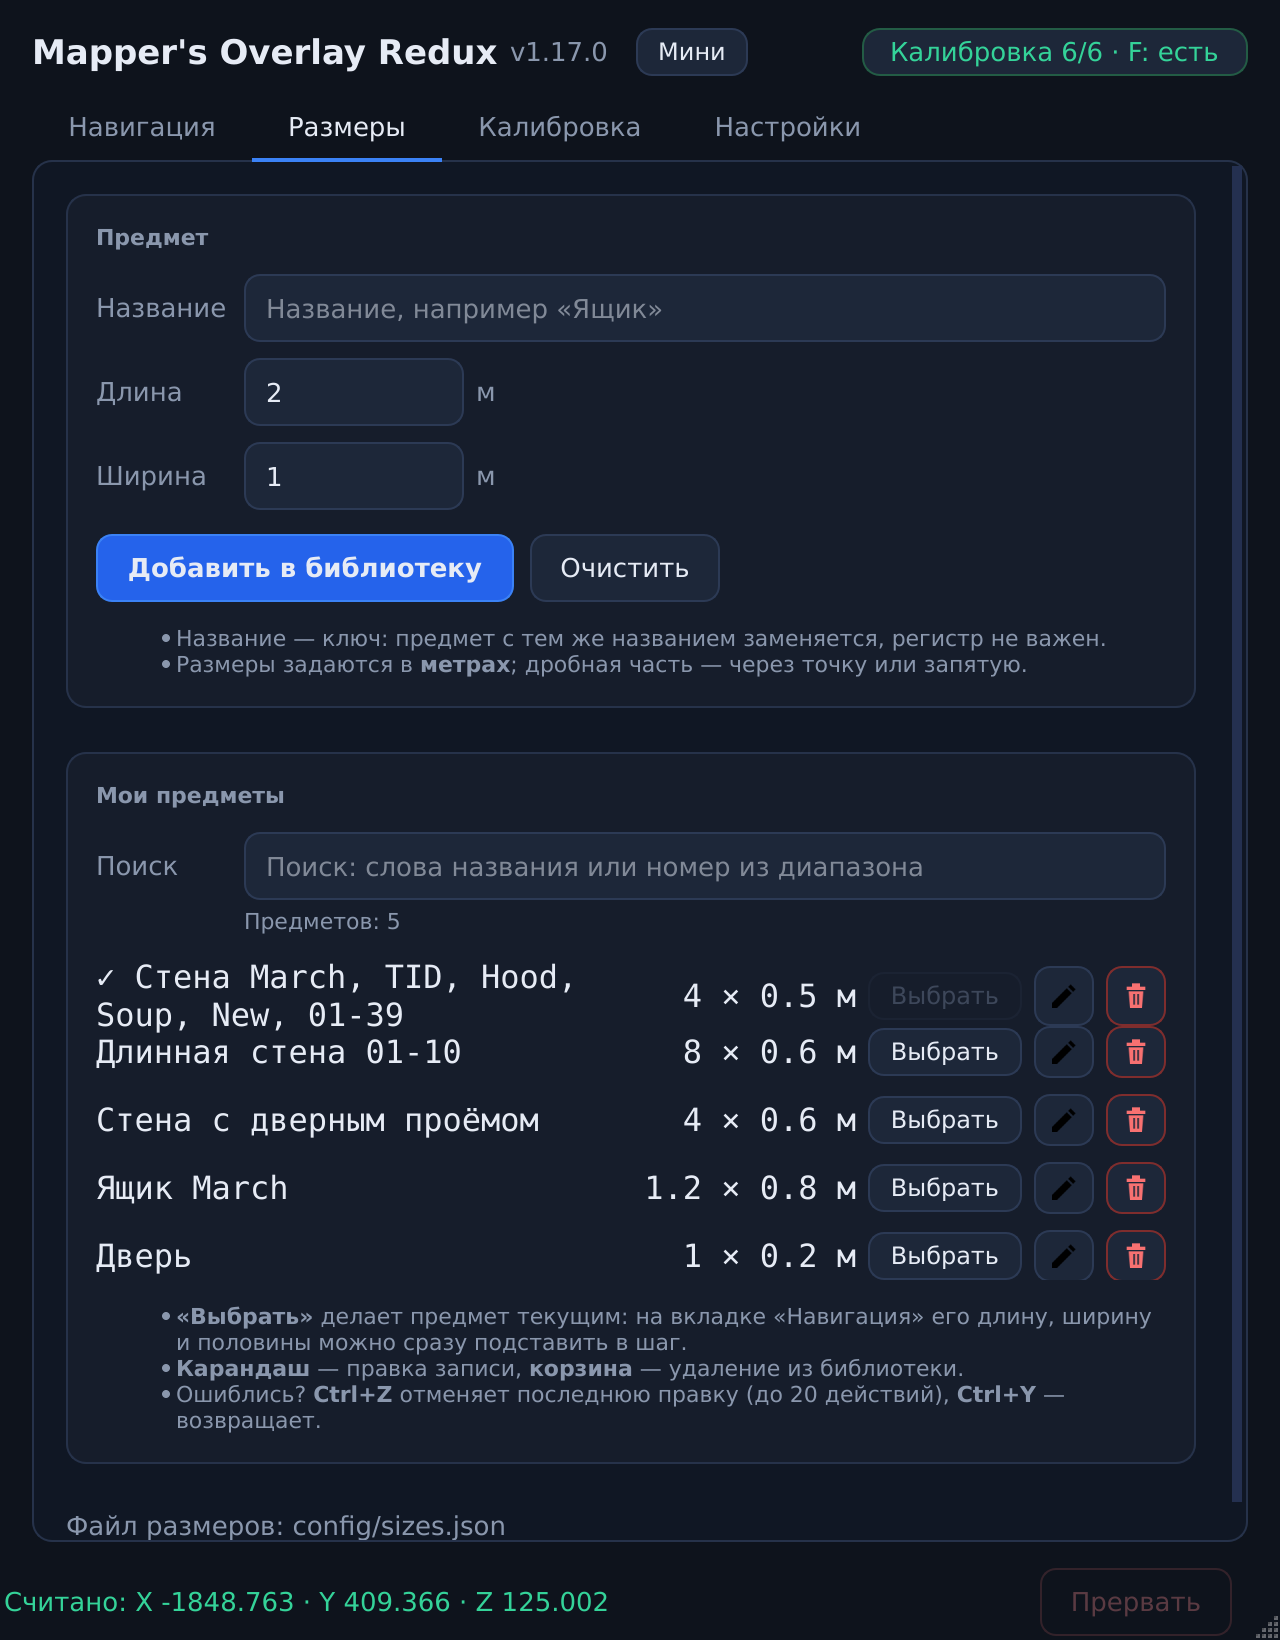 Mapper's Overlay Redux v1.17.0 Мини Калибровка 6/6 · F: есть
Навигация Размеры Калибровка Настройки
Предмет
Название Название, например «Ящик»
Длина 2 м
Ширина 1 м
Добавить в библиотеку Очистить
• Название — ключ: предмет с тем же названием заменяется, регистр не важен.
• Размеры задаются в метрах; дробная часть — через точку или запятую.
Мои предметы
Поиск Поиск: слова названия или номер из диапазона
Предметов: 5
✓ Стена March, TID, Hood,
Soup, New, 01-39 4 × 0.5 м Выбрать
Длинная стена 01-10 8 × 0.6 м Выбрать
Стена с дверным проёмом 4 × 0.6 м Выбрать
Ящик March 1.2 × 0.8 м Выбрать
Дверь 1 × 0.2 м Выбрать
• «Выбрать» делает предмет текущим: на вкладке «Навигация» его длину, ширину
и половины можно сразу подставить в шаг.
• Карандаш — правка записи, корзина — удаление из библиотеки.
• Ошиблись? Ctrl+Z отменяет последнюю правку (до 20 действий), Ctrl+Y —
возвращает.
Файл размеров: config/sizes.json
Считано: X -1848.763 · Y 409.366 · Z 125.002 Прервать